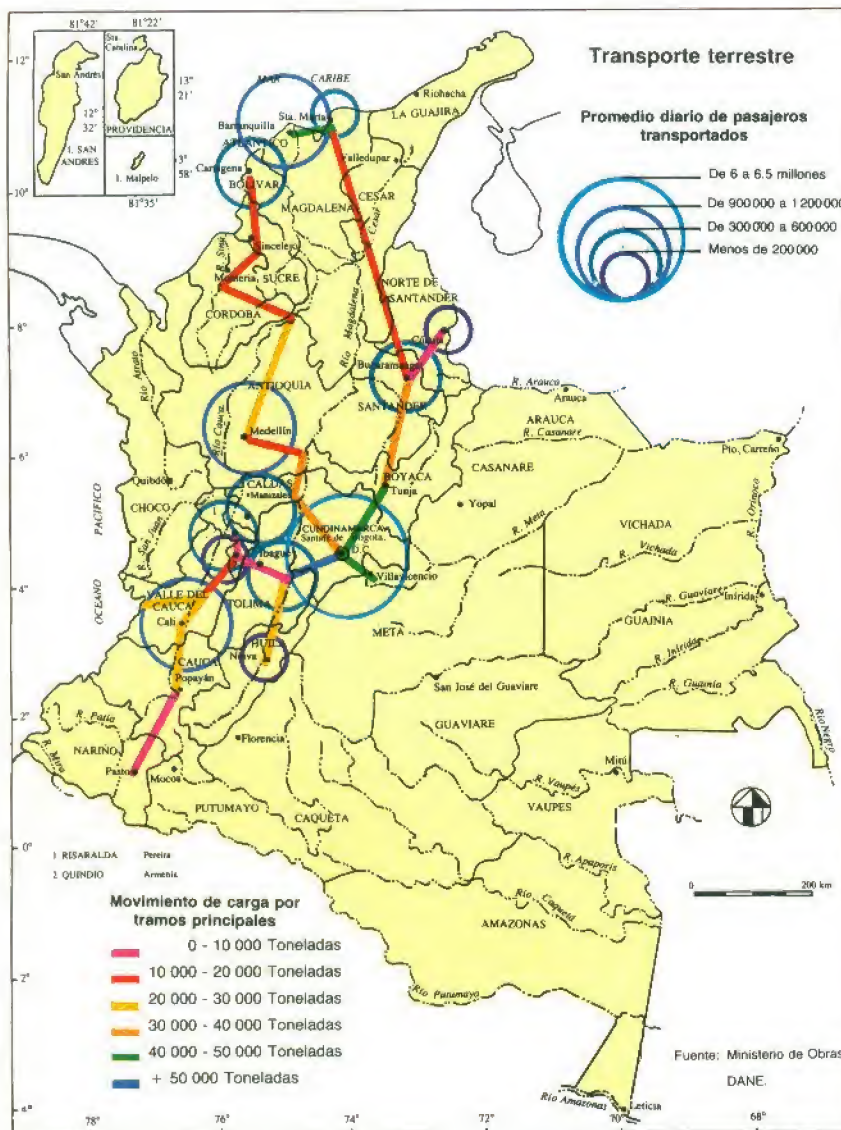 81°42'
81°22'
Sta.
Catalina
San Andrés
12°
32'
13°
21'
PROVIDENCIA
I. SAN
ANDRES
I. Malpelo
3°
58'
81°35'
Transporte terrestre
Promedio diario de pasajeros
transportados
De 6 a 6.5 millones
De 900 000 a 1 200 000
De 300 000 a 600 000
Menos de 200 000
12°
10°
8°
6°
4°
2°
0°
2°
4°
MAR CARIBE
Riohacha
LA GUAJIRA
Sta. Marta
Barranquilla
ATLANTICO
Valledupar
Cartagena
BOLIVAR
MAGDALENA
CESAR
R. Cesar
Sincelejo
R. Sinú
Montería
SUCRE
CORDOBA
Río Magdalena
NORTE DE
SANTANDER
Cúcuta
Bucaramanga
SANTANDER
R. Arauca
Arauca
ARAUCA
R. Casanare
Pto. Carreño
Río Atrato
ANTIOQUIA
Río Cauca
Medellín
BOYACA
Tunja
CASANARE
Yopal
R. Orinoco
Quibdó
CHOCO
CALDAS
Manizales
R. San Juan
OCEANO PACIFICO
1
2
CUNDINAMARCA
Santafé de Bogotá,
D.C.
Ibagué
Villavicencio
R. Meta
VICHADA
R. Vichada
VALLE DEL
CAUCA
Cali
TOLIMA
META
R. Guaviare
Inírida
GUAINIA
R. Inírida
R. Guainía
Río Negro
HUILA
Neiva
CAUCA
Popayán
San José del Guaviare
GUAVIARE
R. Patía
NARIÑO
R. Mira
Pasto
Florencia
Mocoa
Mitú
R. Vaupés
VAUPES
PUTUMAYO
CAQUETA
R. Apaporis
1 RISARALDA Pereira
2 QUINDIO Armenia
200 km
Río Caquetá
AMAZONAS
Río Putumayo
Movimiento de carga por
tramos principales
0 - 10 000 Toneladas
10 000 - 20 000 Toneladas
20 000 - 30 000 Toneladas
30 000 - 40 000 Toneladas
40 000 - 50 000 Toneladas
+ 50 000 Toneladas
Fuente: Ministerio de Obras
DANE.
Río Amazonas
Leticia
78° 76° 74° 72° 70° 68°